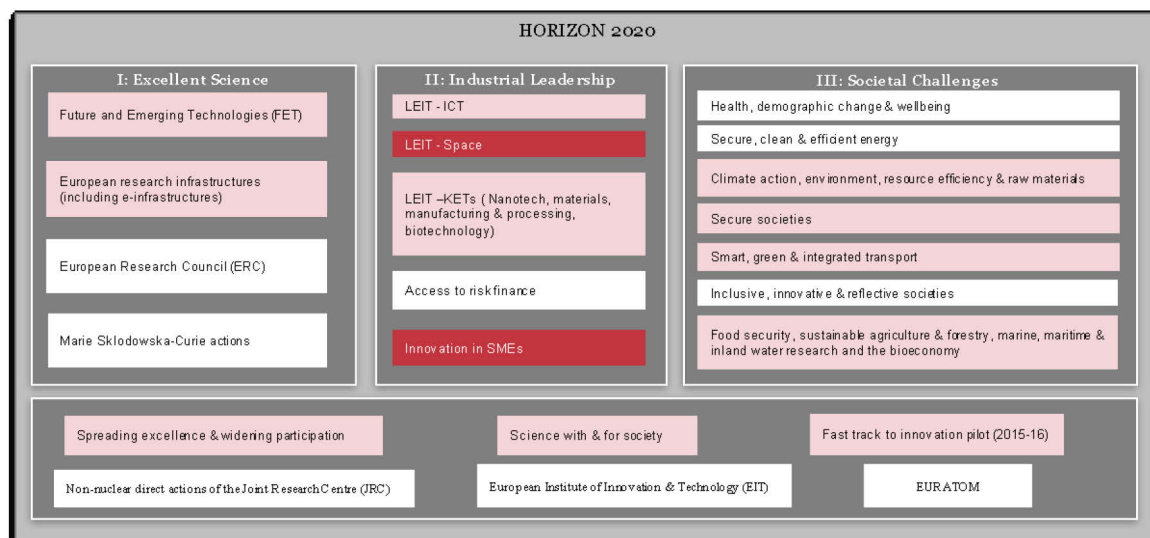 HORIZON 2020
I: Excellent Science
Future and Emerging Technologies (FET)
European research infrastructures
(including e-infrastructures)
European Research Council (ERC)
Marie Sklodowska-Curie actions
II: Industrial Leadership
LEIT - ICT
LEIT - Space
LEIT –KETs ( Nanotech, materials,
manufacturing & processing,
biotechnology)
Access to risk finance
Innovation in SMEs
III: Societal Challenges
Health, demographic change & wellbeing
Secure, clean & efficient energy
Climate action, environment, resource efficiency & raw materials
Secure societies
Smart, green & integrated transport
Inclusive, innovative & reflective societies
Food security, sustainable agriculture & forestry, marine, maritime &
inland water research and the bioeconomy
Spreading excellence & widening participation
Science with & for society
Fast track to innovation pilot (2015-16)
Non-nuclear direct actions of the Joint Research Centre (JRC)
European Institute of Innovation & Technology (EIT)
EURATOM